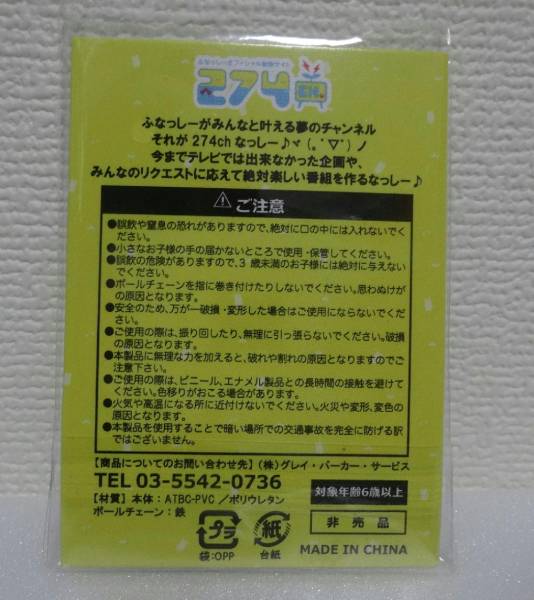 ふなっしーオフィシャル動画サイト
274ch.
ふなっしーがみんなと叶える夢のチャンネル
それが 274ch なっしー♪ヾ(｡ﾟ▽ﾟ)ノ
今までテレビでは出来なかった企画や、
みんなのリクエストに応えて絶対楽しい番組を作るなっしー♪
⚠ご注意
●誤飲や窒息の恐れがありますので、絶対に口の中には入れないでく
ださい。
●小さなお子様の手の届かないところで使用・保管してください。
●誤飲の危険がありますので、3歳未満のお子様には絶対に与えない
でください。
●ボールチェーンを指に巻き付けたりしないでください。思わぬけが
の原因となります。
●安全のため、万が一破損・変形した場合はご使用にならないでくだ
さい。
●ご使用の際は、振り回したり、無理に引っ張らないでください。破損
の原因となります。
●本製品に無理な力を加えると、破れや割れの原因となりますのでご
注意下さい。
●ご使用の際は、ビニール、エナメル製品との長時間の接触を避けて
ください。色移りがおこる場合があります。
●火気や高温になる所に近付けないでください。火災や変形、変色の
原因となります。
●本製品を使用することで暗い場所での交通事故を完全に防げる訳
ではございません。
【商品についてのお問い合わせ先】(株)グレイ・パーカー・サービス
TEL 03-5542-0736
【材質】本体：ATBC-PVC／ポリウレタン
ボールチェーン：鉄
対象年齢6歳以上
プラ
袋：OPP
紙
台紙
非売品
MADE IN CHINA